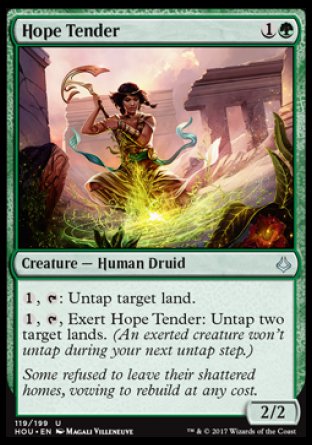 Hope Tender 1
Creature — Human Druid
1, : Untap target land.
1, , Exert Hope Tender: Untap two
target lands. (An exerted creature won't
untap during your next untap step.)
Some refused to leave their shattered
homes, vowing to rebuild at any cost.
2/2
119/199 U
HOU • EN Magali Villeneuve
™ & © 2017 Wizards of the Coast